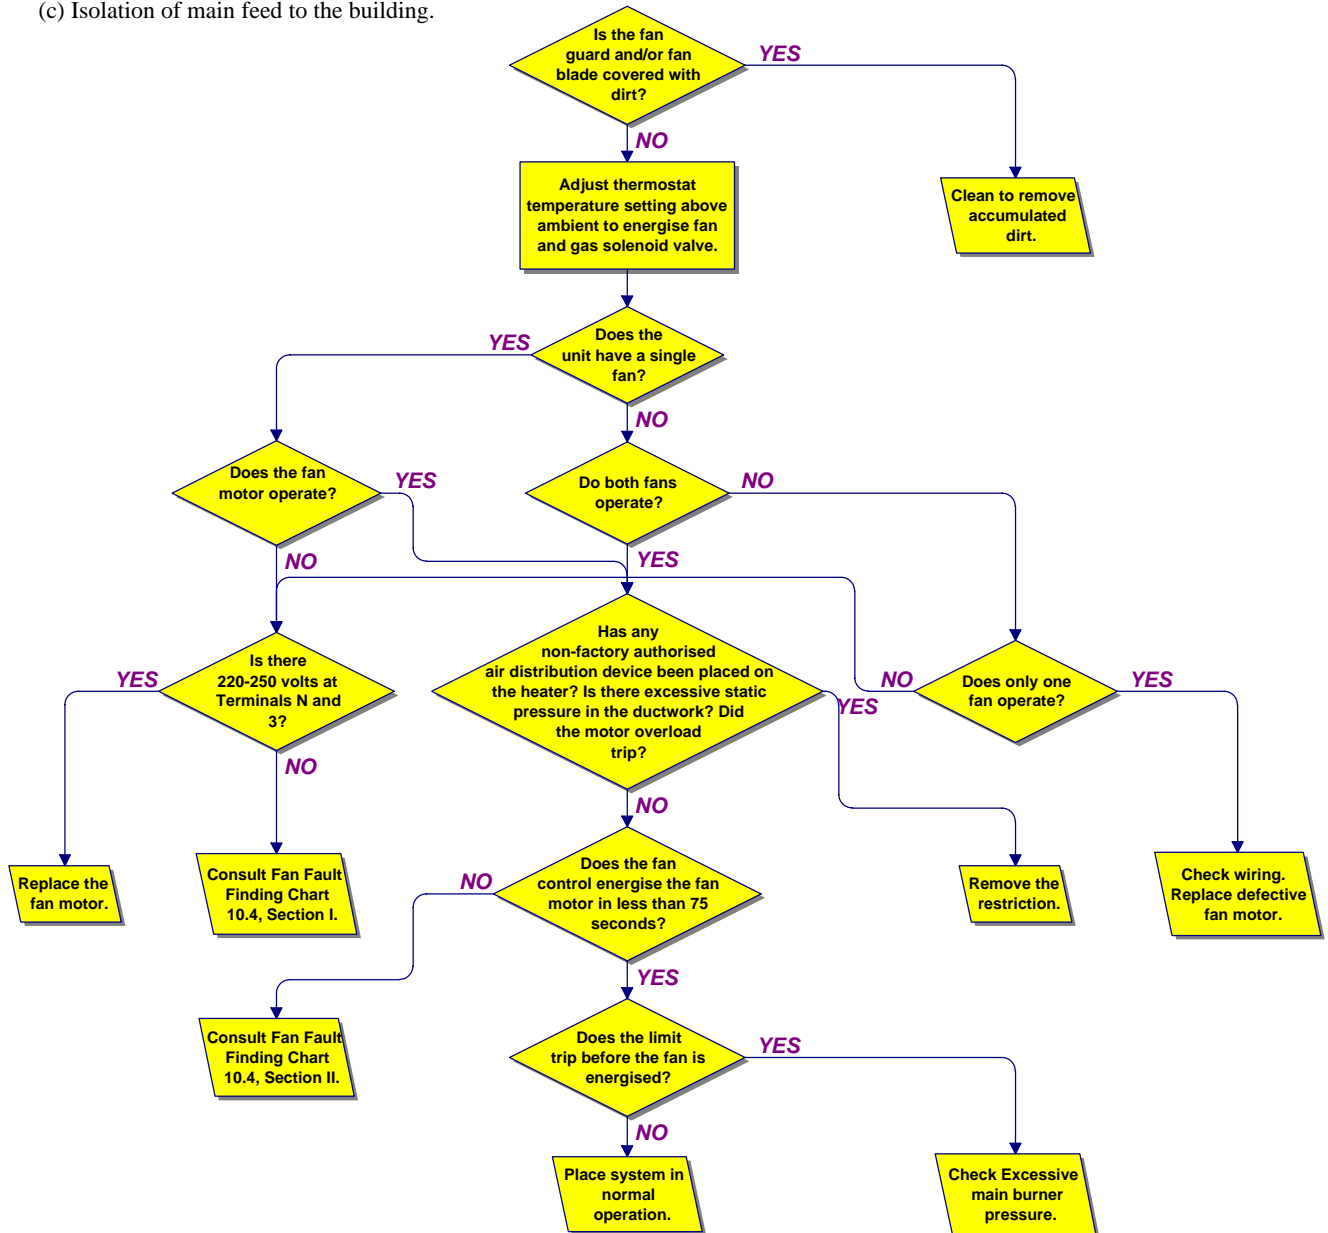 (c) Isolation of main feed to the building.
Is the fan
guard and/or fan
blade covered with
dirt?
YES
NO
Adjust thermostat
temperature setting above
ambient to energise fan
and gas solenoid valve.
Clean to remove
accumulated
dirt.
Does the
unit have a single
fan?
YES
NO
Does the fan
motor operate?
YES
NO
Do both fans
operate?
NO
YES
Is there
220-250 volts at
Terminals N and
3?
YES
NO
Has any
non-factory authorised
air distribution device been placed on
the heater? Is there excessive static
pressure in the ductwork? Did
the motor overload
trip?
YES
NO
Does only one
fan operate?
NO
YES
Replace the
fan motor.
Consult Fan Fault
Finding Chart
10.4, Section I.
Does the fan
control energise the fan
motor in less than 75
seconds?
NO
YES
Remove the
restriction.
Check wiring.
Replace defective
fan motor.
Consult Fan Fault
Finding Chart
10.4, Section II.
Does the limit
trip before the fan is
energised?
YES
NO
Place system in
normal
operation.
Check Excessive
main burner
pressure.